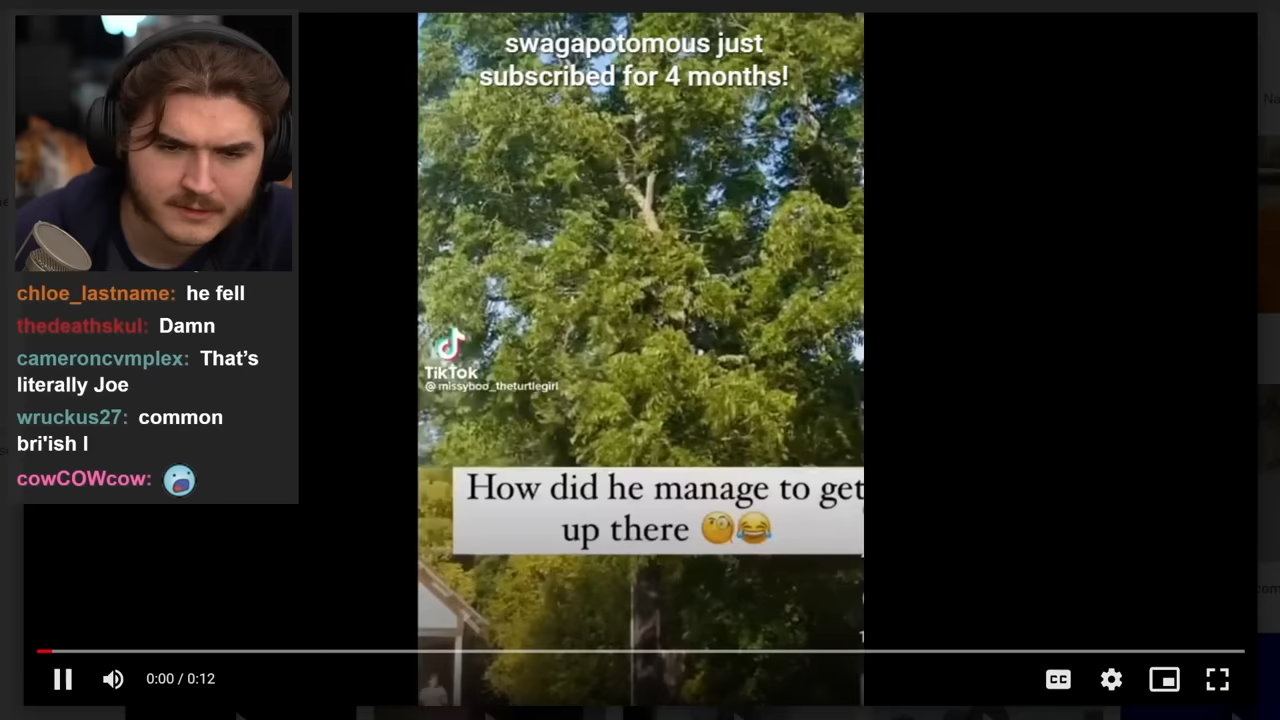 swagapotomous just
subscribed for 4 months!
chloe_lastname: he fell
thedeathskul: Damn
cameroncvmplex: That's
literally Joe
wruckus27: common
bri'ish l
cowCOWcow:
TikTok
@missyboo_theturtlegirl
How did he manage to get
up there 🧐😂
0:00 / 0:12
CC